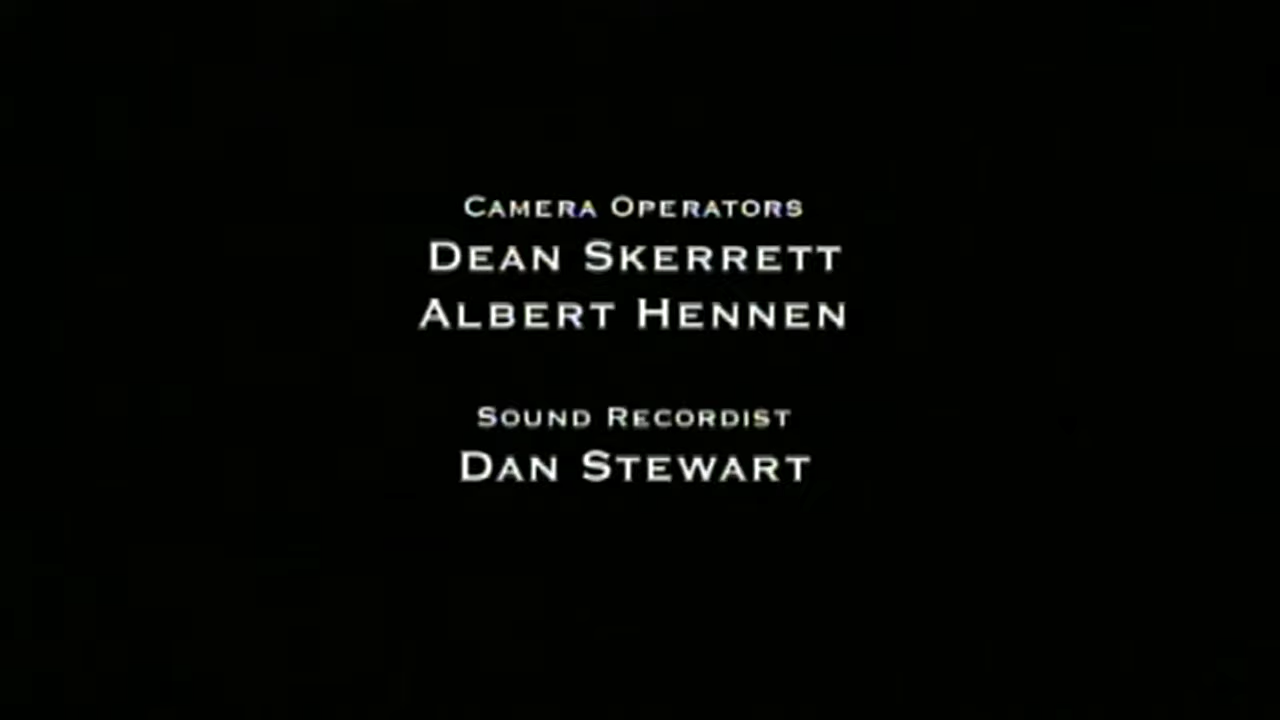 Camera Operators
Dean Skerrett
Albert Hennen
Sound Recordist
Dan Stewart